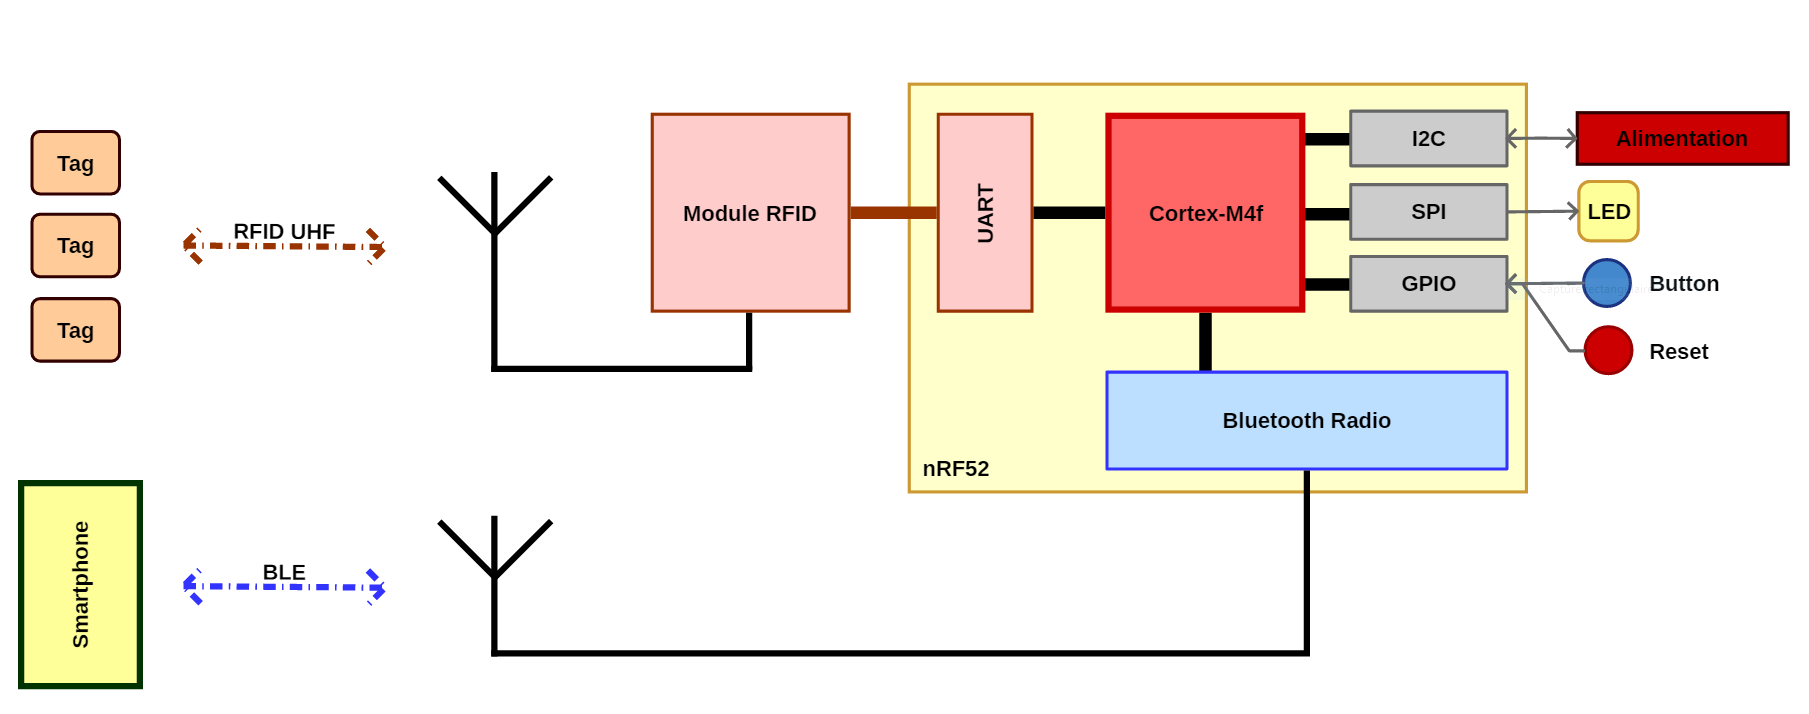 Tag
Tag
Tag
RFID UHF
Module RFID
UART
Cortex-M4f
I2C
SPI
GPIO
Alimentation
LED
Button
Reset
Bluetooth Radio
nRF52
Smartphone
BLE